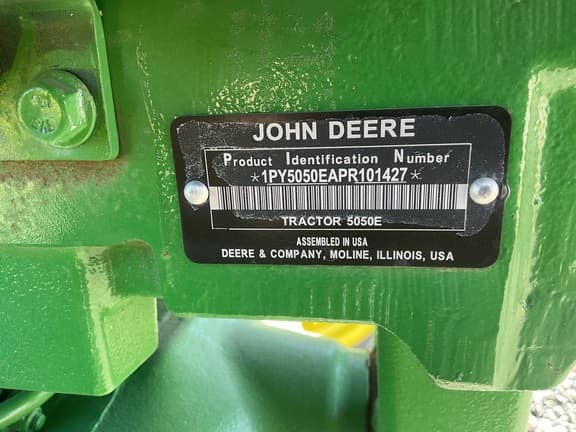 JOHN DEERE
Product Identification Number
*1PY5050EAPR101427*
TRACTOR 5050E
ASSEMBLED IN USA
DEERE & COMPANY, MOLINE, ILLINOIS, USA